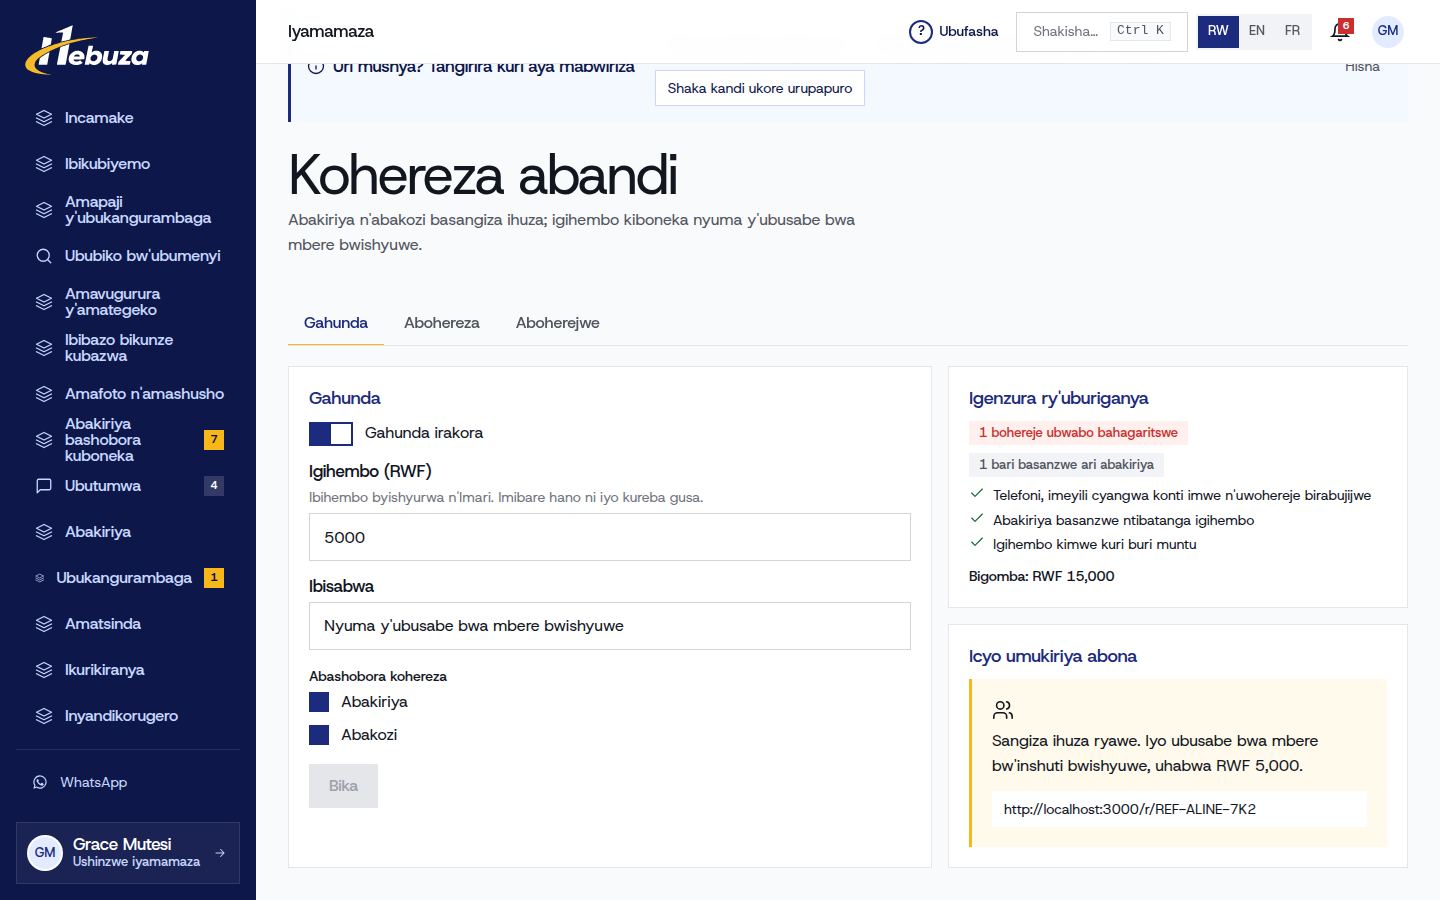 Hebuza
Iyamamaza
? Ubufasha
Shakisha... Ctrl K
RW EN FR
6
GM
Incamake
Ibikubiyemo
Amapaji
y'ubukangurambaga
Ububiko bw'ubumenyi
Amavugurura
y'amategeko
Ibibazo bikunze
kubazwa
Amafoto n'amashusho
Abakiriya
bashobora
kuboneka
7
Ubutumwa 4
Abakiriya
Ubukangurambaga 1
Amatsinda
Ikurikiranya
Inyandikorugero
WhatsApp
GM
Grace Mutesi
Ushinzwe iyamamaza
Uri mushya? Tangirira kuri aya mabwiriza
Hisha
Shaka kandi ukore urupapuro
Kohereza abandi
Abakiriya n'abakozi basangiza ihuza; igihembo kiboneka nyuma y'ubusabe bwa
mbere bwishyuwe.
Gahunda Abohereza Aboherejwe
Gahunda
Gahunda irakora
Igihembo (RWF)
Ibihembo byishyurwa n'Imari. Imibare hano ni iyo kureba gusa.
5000
Ibisabwa
Nyuma y'ubusabe bwa mbere bwishyuwe
Abashobora kohereza
Abakiriya
Abakozi
Bika
Igenzura ry'uburiganya
1 bohereje ubwabo bahagaritswe
1 bari basanzwe ari abakiriya
Telefoni, imeyili cyangwa konti imwe n'uwohereje birabujijwe
Abakiriya basanzwe ntibatanga igihembo
Igihembo kimwe kuri buri muntu
Bigomba: RWF 15,000
Icyo umukiriya abona
Sangiza ihuza ryawe. Iyo ubusabe bwa mbere
bw'inshuti bwishyuwe, uhabwa RWF 5,000.
http://localhost:3000/r/REF-ALINE-7K2